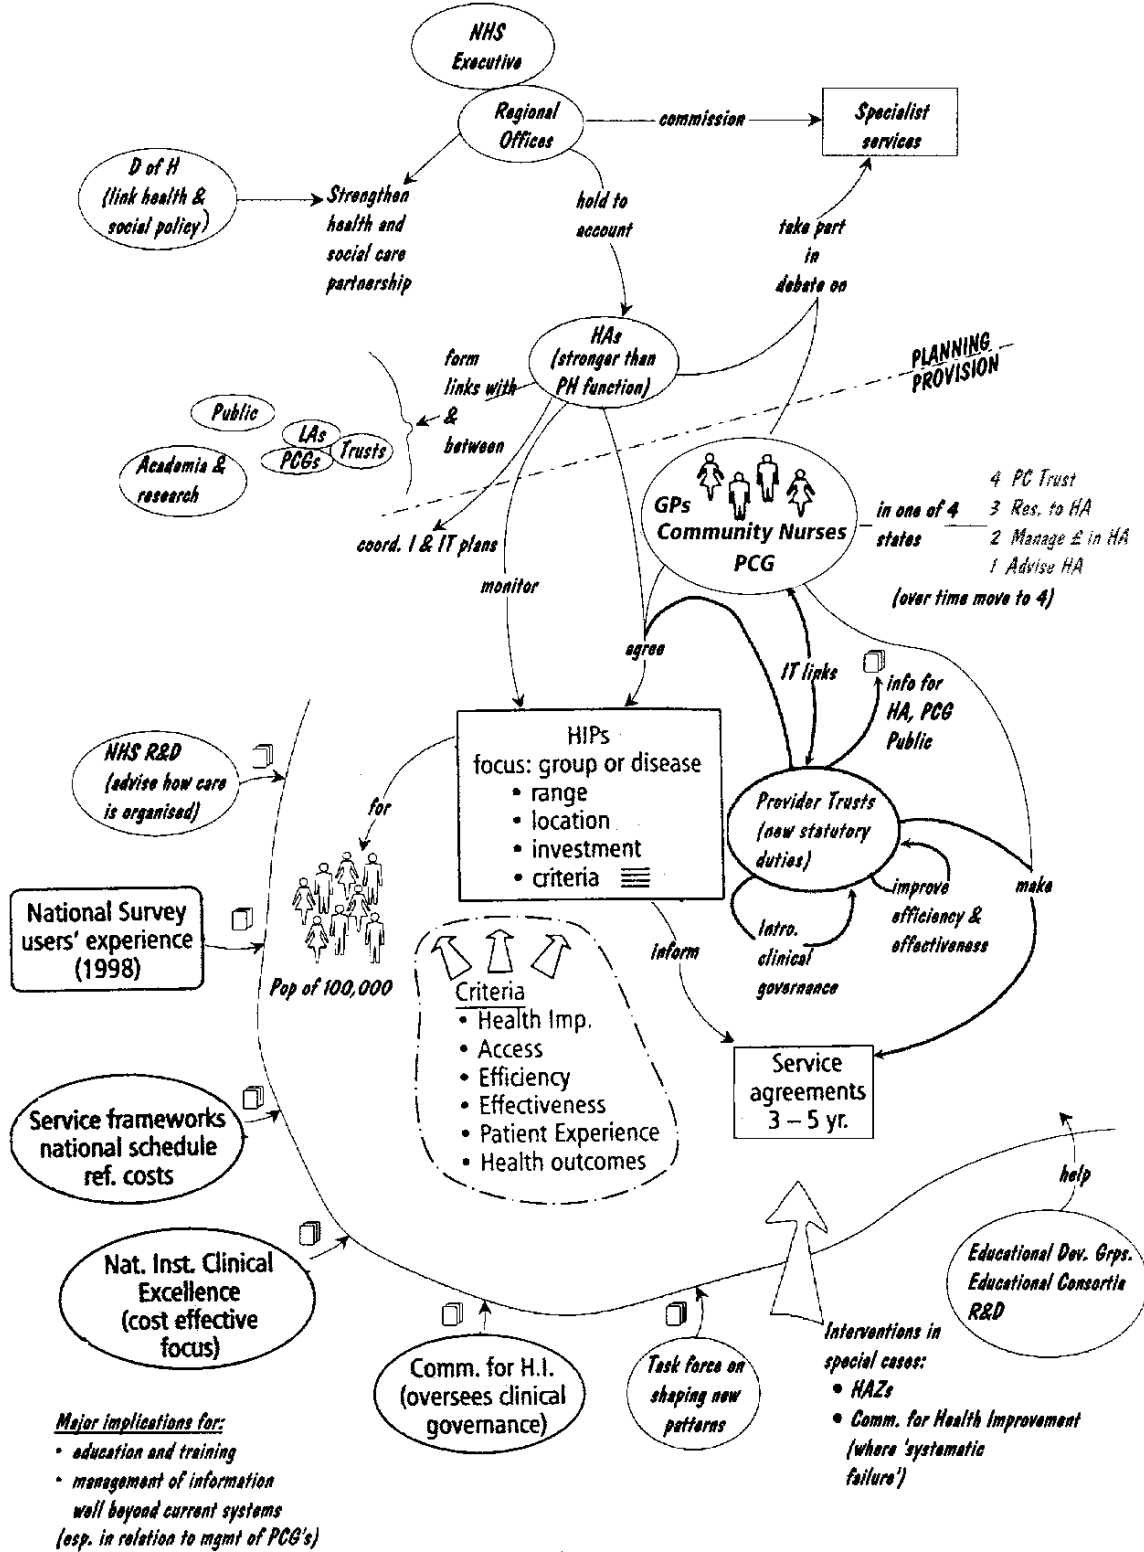 NHS
Executive
Regional
Offices
commission
Specialist
services
D of H
(link health &
social policy)
Strengthen
health and
social care
partnership
hold to
account
take part
in
debate on
HAs
(stronger than
PH function)
form
links with
&
between
PLANNING
PROVISION
Public
LAs
PCGs
Trusts
Academia &
research
coord. I & IT plans
monitor
agree
GPs
Community Nurses
PCG
in one of 4
states
4 PC Trust
3 Res. to HA
2 Manage £ in HA
1 Advise HA
(over time move to 4)
IT links
info for
HA, PCG
Public
HIPs
focus: group or disease
• range
• location
• investment
• criteria
NHS R&D
(advise how care
is organised)
for
Provider Trusts
(new statutory
duties)
improve
efficiency &
effectiveness
make
Intro.
clinical
governance
inform
National Survey
users' experience
(1998)
Pop of 100,000
Criteria
• Health Imp.
• Access
• Efficiency
• Effectiveness
• Patient Experience
• Health outcomes
Service
agreements
3 – 5 yr.
Service frameworks
national schedule
ref. costs
help
Nat. Inst. Clinical
Excellence
(cost effective
focus)
Educational Dev. Grps.
Educational Consortia
R&D
Comm. for H.I.
(oversees clinical
governance)
Task force on
shaping new
patterns
Interventions in
special cases:
• HAZs
• Comm. for Health Improvement
(where 'systematic
failure')
Major implications for:
• education and training
• management of information
well beyond current systems
(esp. in relation to mgmt of PCG's)